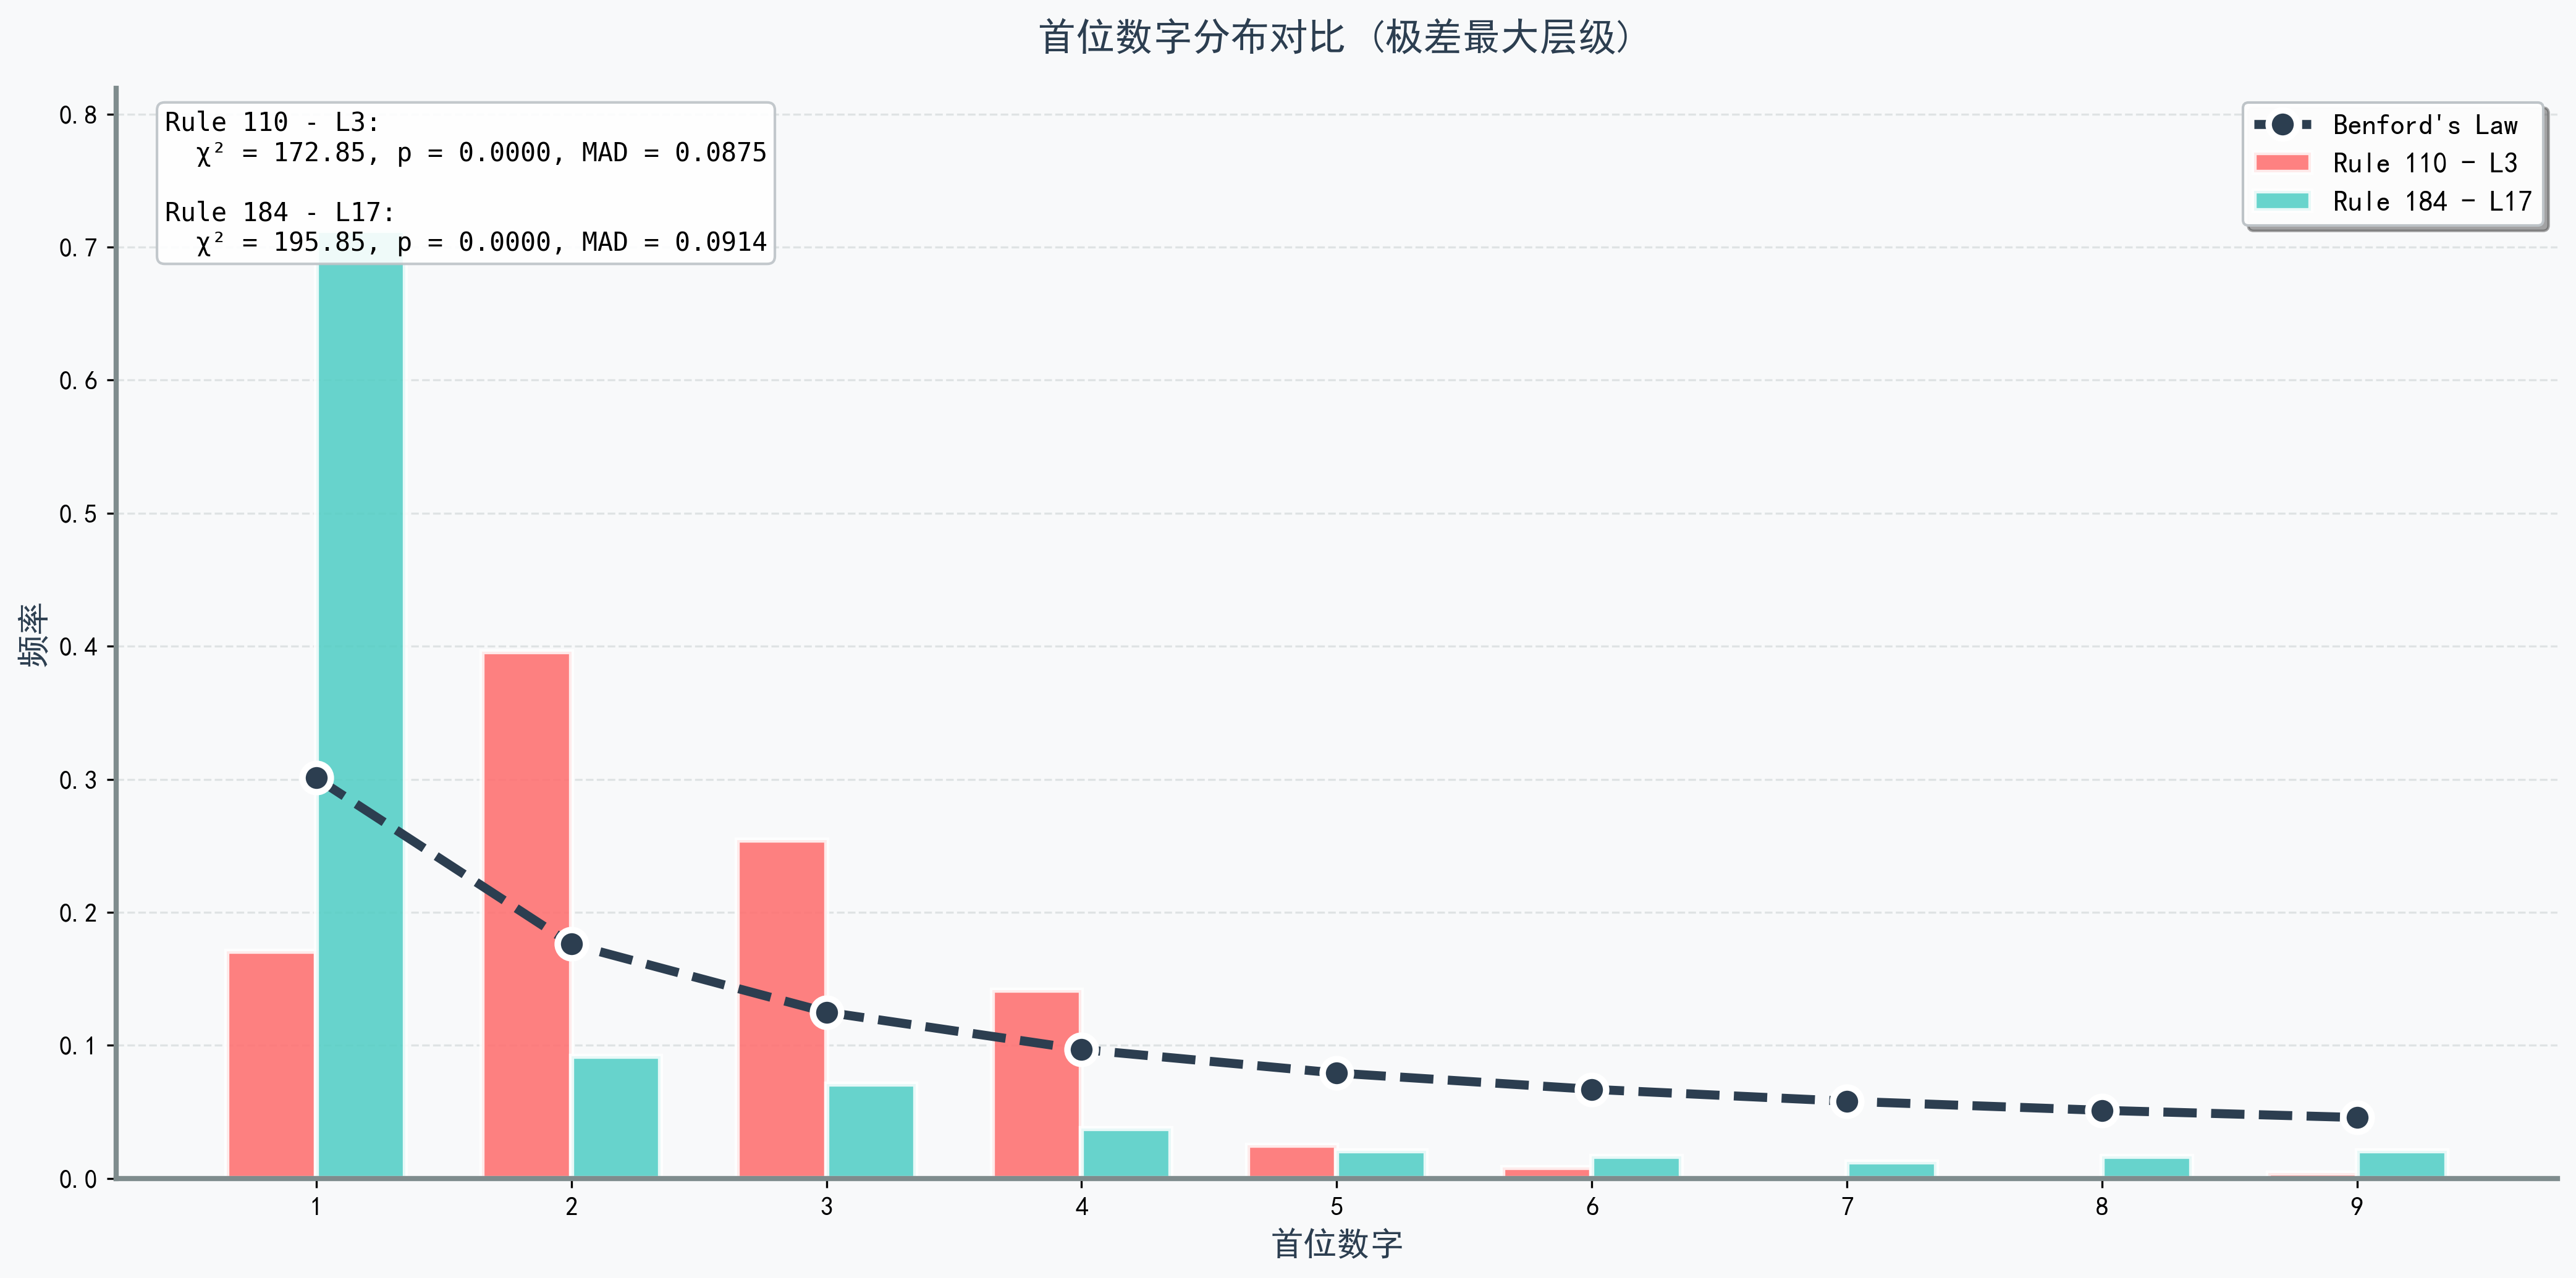 首位数字分布对比 (极差最大层级)
Rule 110 - L3:
χ² = 172.85, p = 0.0000, MAD = 0.0875
Rule 184 - L17:
χ² = 195.85, p = 0.0000, MAD = 0.0914
Benford's Law
Rule 110 - L3
Rule 184 - L17
频率
0.8
0.7
0.6
0.5
0.4
0.3
0.2
0.1
0.0
1 2 3 4 5 6 7 8 9
首位数字